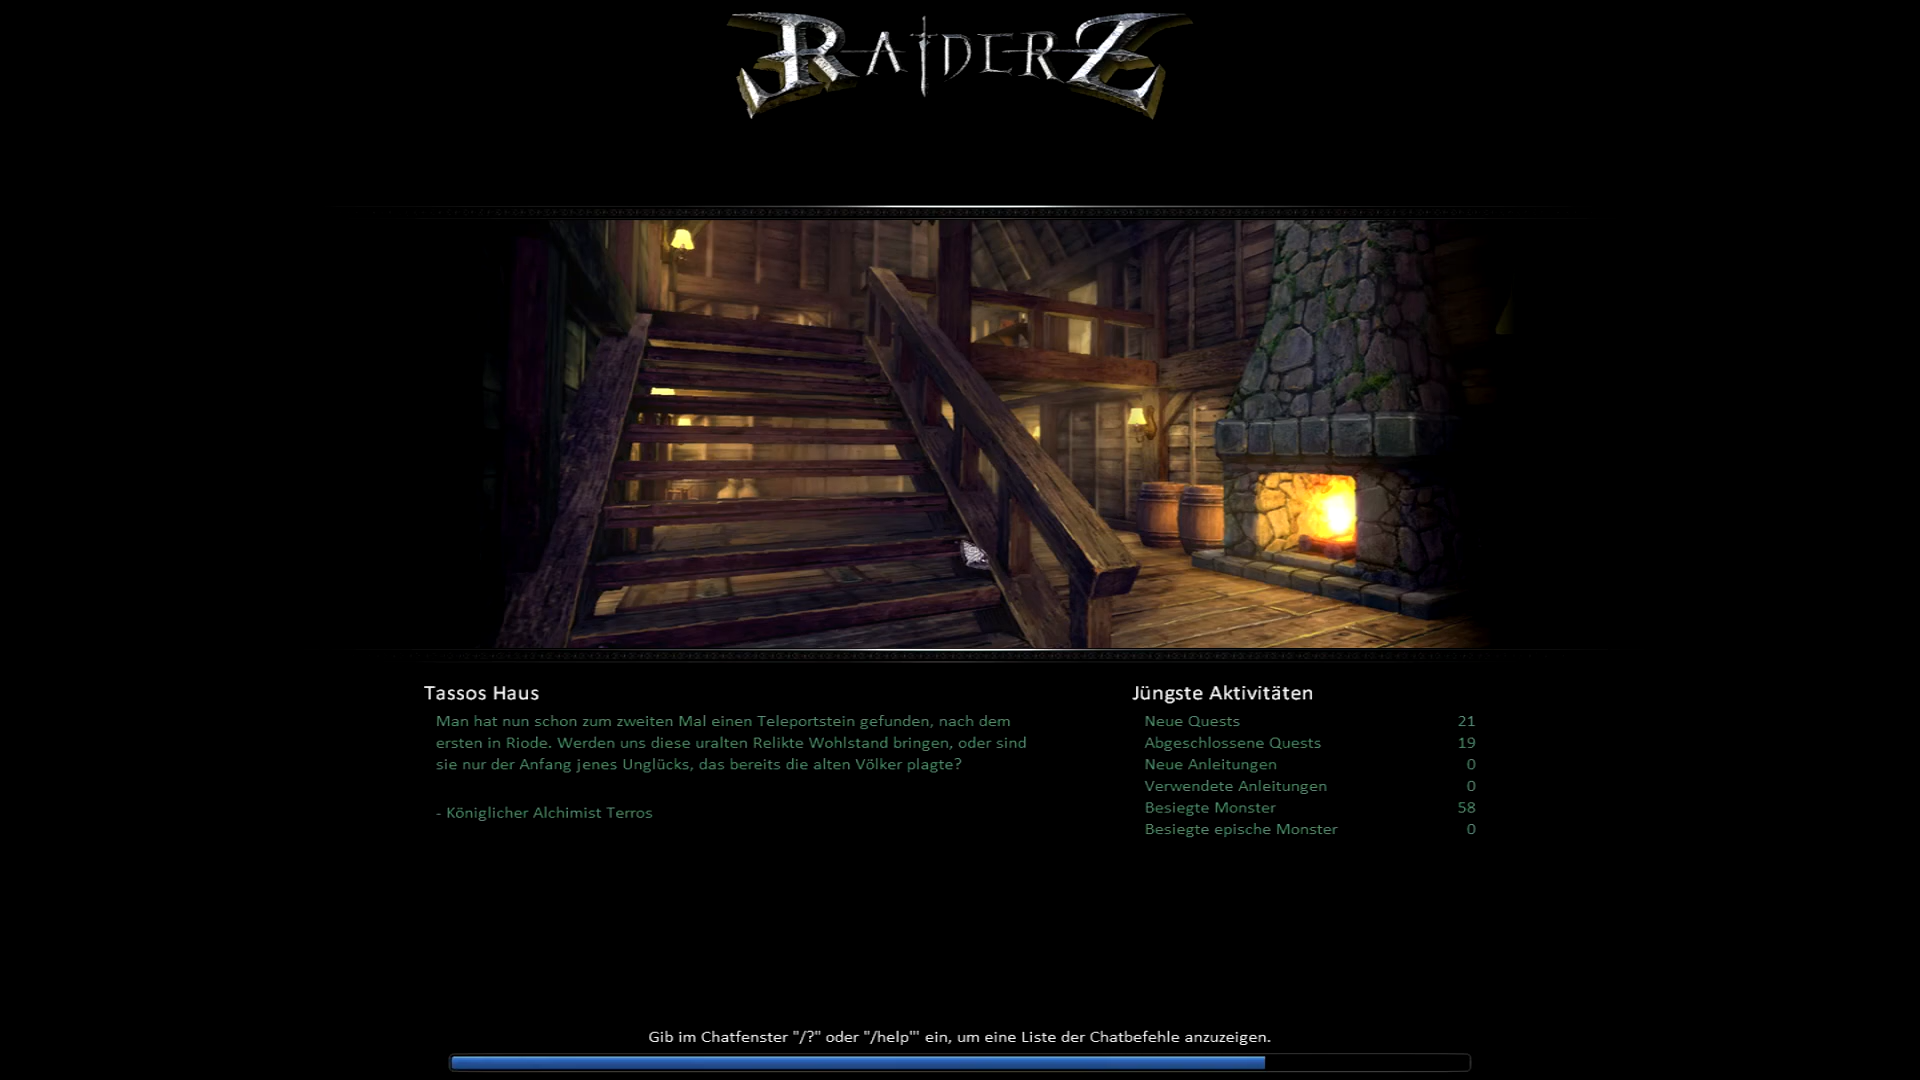 RAIDERZ
Tassos Haus
Man hat nun schon zum zweiten Mal einen Teleportstein gefunden, nach dem
ersten in Riode. Werden uns diese uralten Relikte Wohlstand bringen, oder sind
sie nur der Anfang jenes Unglücks, das bereits die alten Völker plagte?
- Königlicher Alchimist Terros
Jüngste Aktivitäten
Neue Quests 21
Abgeschlossene Quests 19
Neue Anleitungen 0
Verwendete Anleitungen 0
Besiegte Monster 58
Besiegte epische Monster 0
Gib im Chatfenster "/?" oder "/help"' ein, um eine Liste der Chatbefehle anzuzeigen.